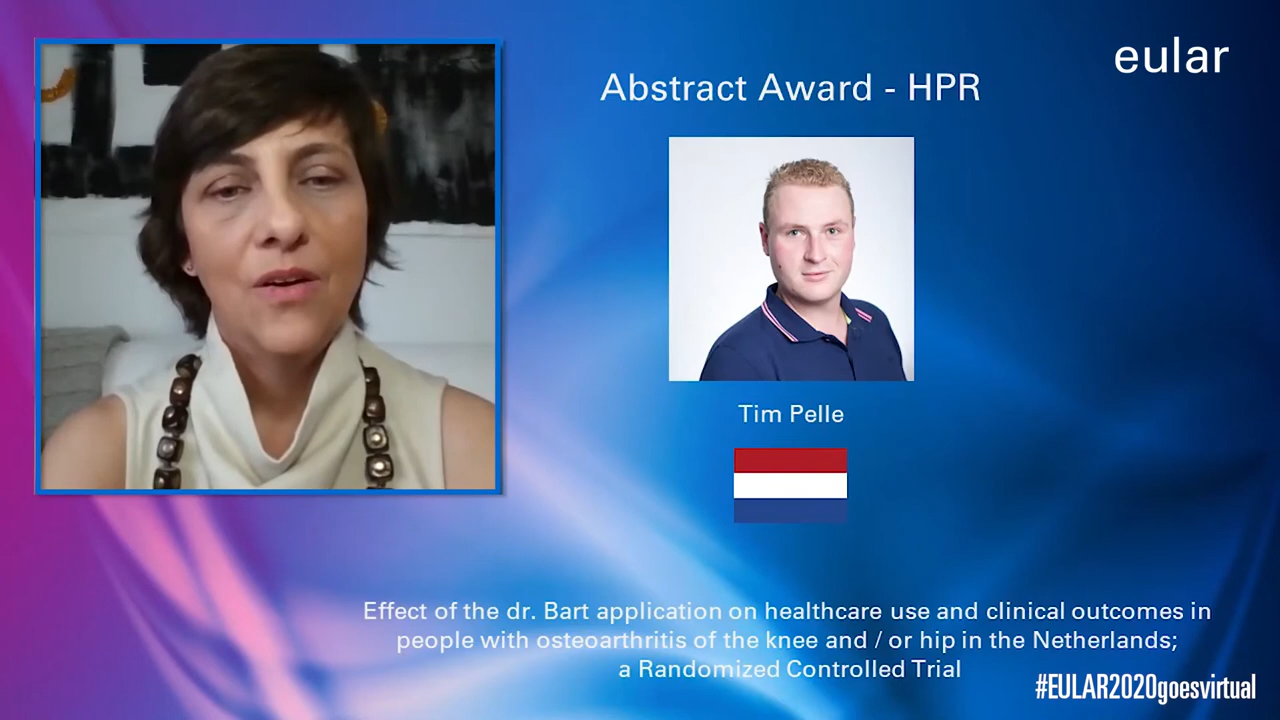 eular
Abstract Award - HPR
Tim Pelle
Effect of the dr. Bart application on healthcare use and clinical outcomes in
people with osteoarthritis of the knee and / or hip in the Netherlands;
a Randomized Controlled Trial
#EULAR2020goesvirtual